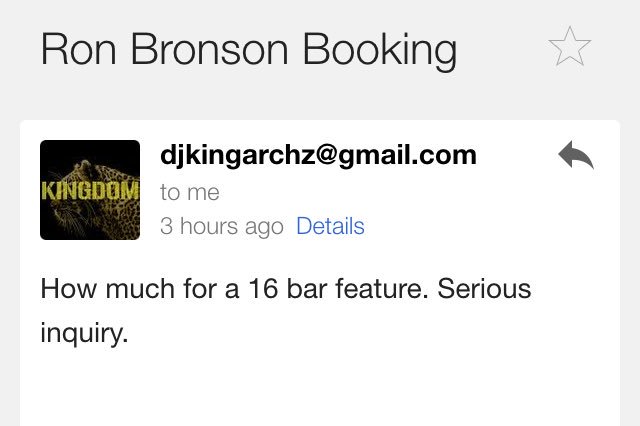 Ron Bronson Booking
djkingarchz@gmail.com
KINGDOM
to me
3 hours ago Details
How much for a 16 bar feature. Serious
inquiry.